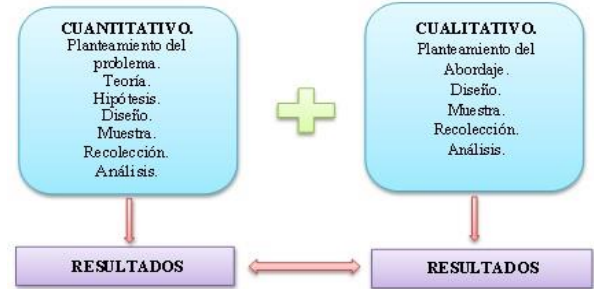 CUANTITATIVO.
Planteamiento del
problema.
Teoría.
Hipótesis.
Diseño.
Muestra.
Recolección.
Análisis.
CUALITATIVO.
Planteamiento del
Abordaje.
Diseño.
Muestra.
Recolección.
Análisis.
RESULTADOS
RESULTADOS